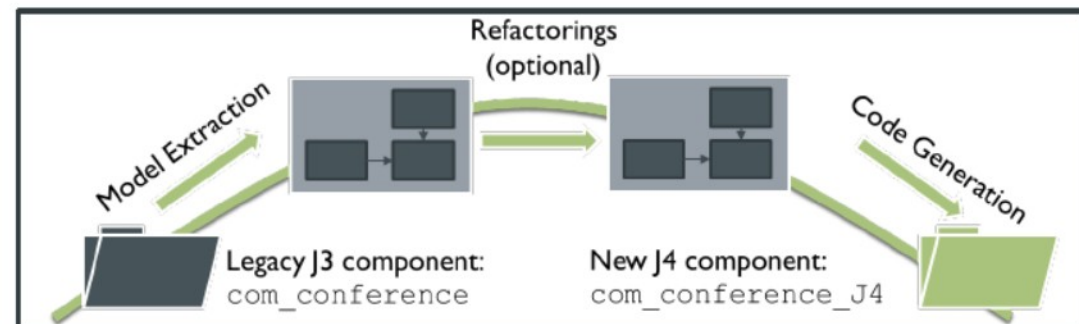 Refactorings
(optional)
Model Extraction
Code Generation
Legacy J3 component:
com_conference
New J4 component:
com_conference_J4